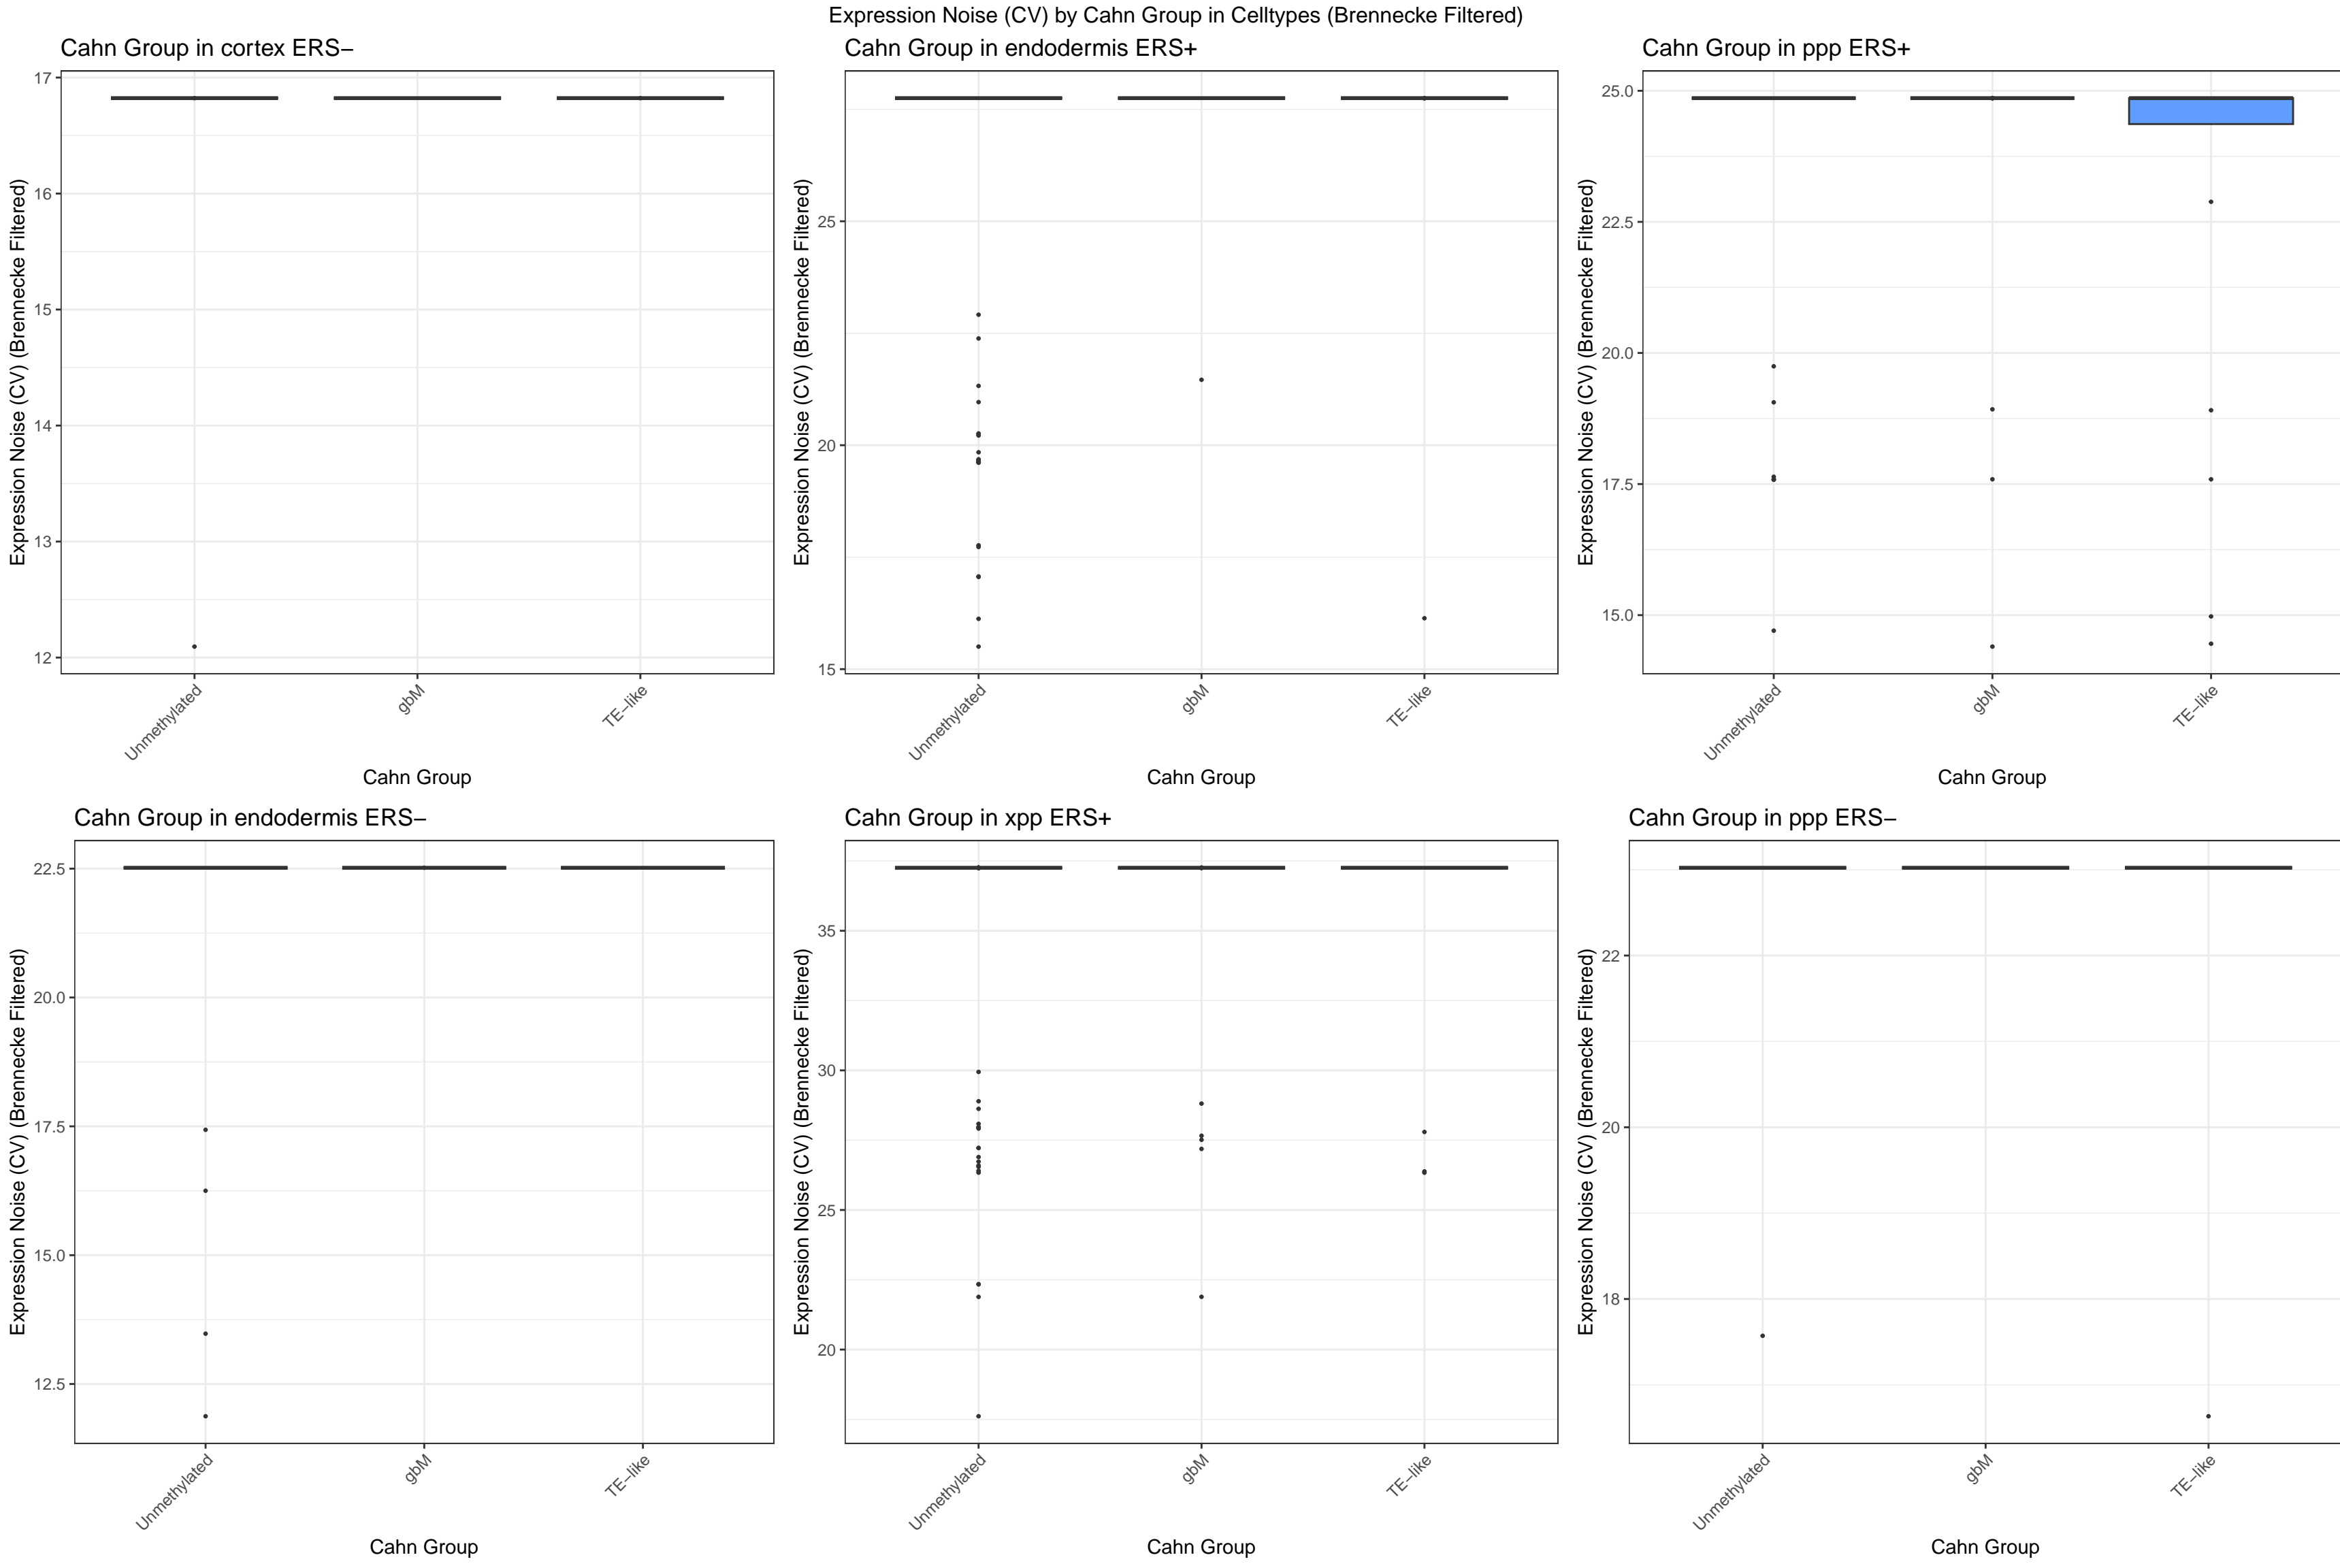 Expression Noise (CV) by Cahn Group in Celltypes (Brennecke Filtered)
Cahn Group in cortex ERS−
Expression Noise (CV) (Brennecke Filtered)
17
16
15
14
13
12
Unmethylated
gbM
TE−like
Cahn Group
Cahn Group in endodermis ERS+
Expression Noise (CV) (Brennecke Filtered)
25
20
15
Unmethylated
gbM
TE−like
Cahn Group
Cahn Group in ppp ERS+
Expression Noise (CV) (Brennecke Filtered)
25.0
22.5
20.0
17.5
15.0
Unmethylated
gbM
TE−like
Cahn Group
Cahn Group in endodermis ERS−
Expression Noise (CV) (Brennecke Filtered)
22.5
20.0
17.5
15.0
12.5
Unmethylated
gbM
TE−like
Cahn Group
Cahn Group in xpp ERS+
Expression Noise (CV) (Brennecke Filtered)
35
30
25
20
Unmethylated
gbM
TE−like
Cahn Group
Cahn Group in ppp ERS−
Expression Noise (CV) (Brennecke Filtered)
22
20
18
Unmethylated
gbM
TE−like
Cahn Group